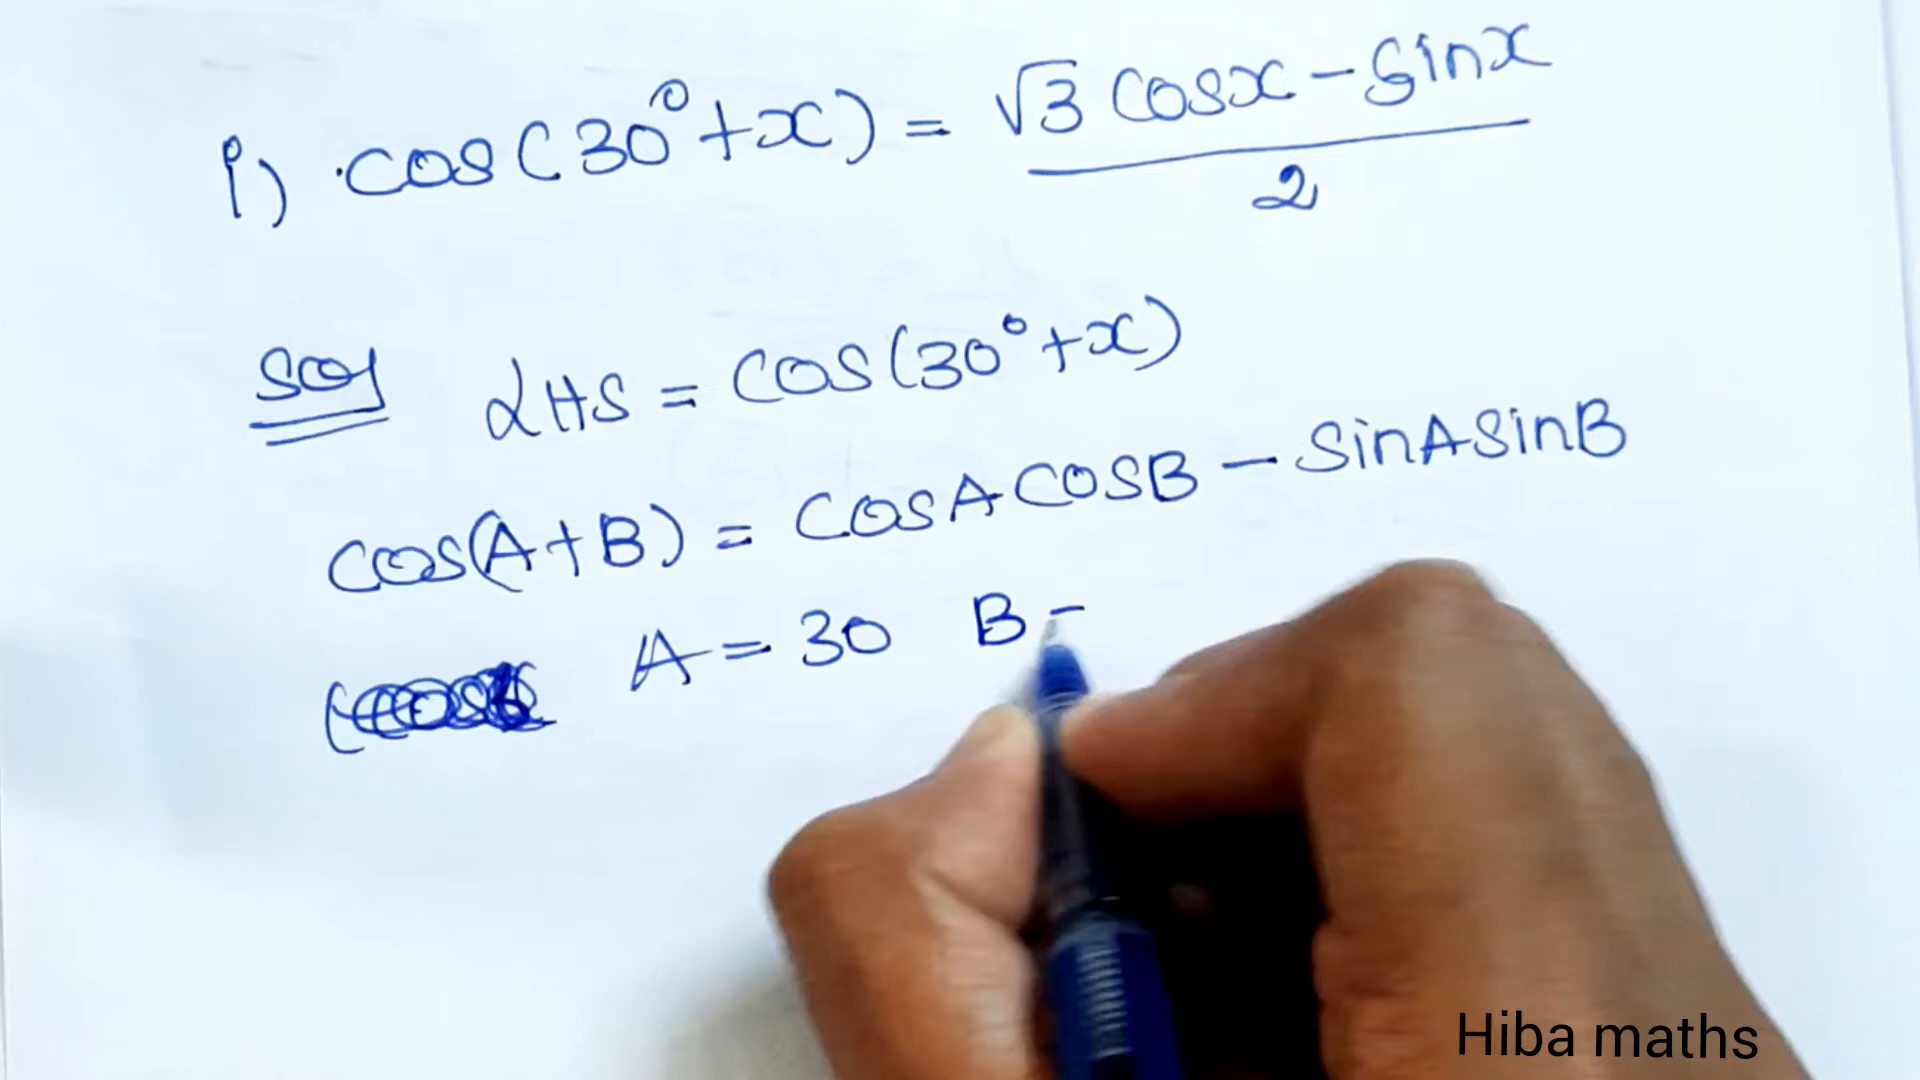 i) cos(30°+x) = √3 cosx − sinx / 2
Sol LHS = cos(30°+x)
cos(A+B) = cosA cosB − sinA sinB
A = 30 B =
Hiba maths